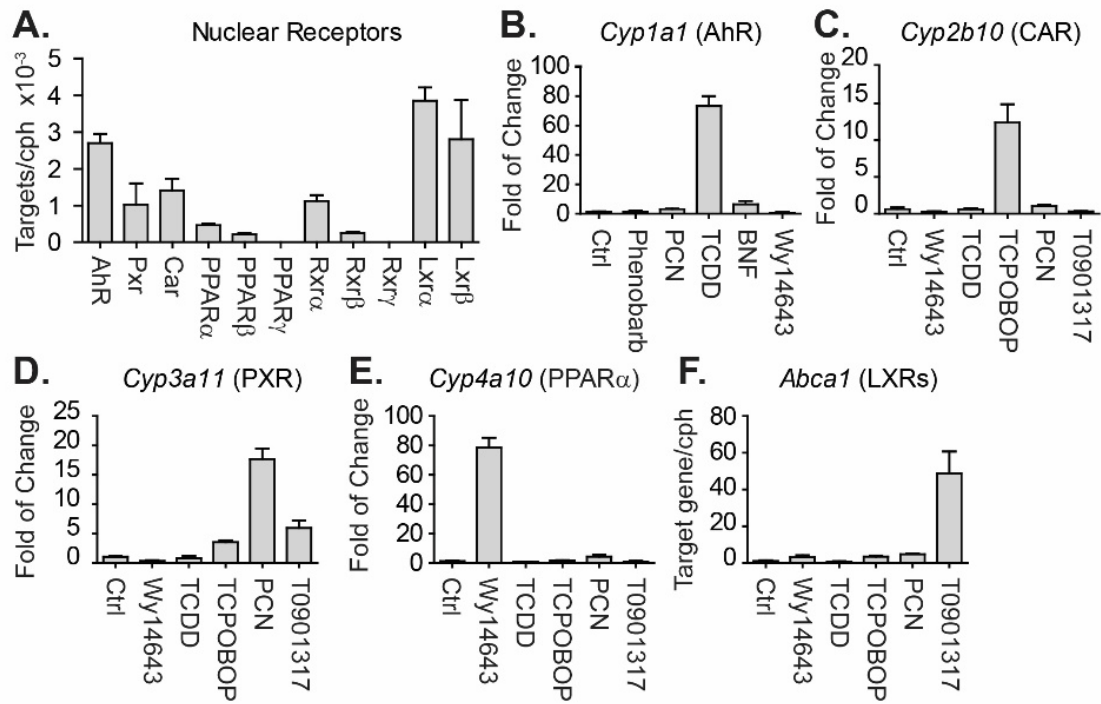 A. Nuclear Receptors
Targets/cph x10⁻³
4
3
2
1
0
AhR
Pxr
Car
PPARα
PPARβ
PPARγ
Rxrα
Rxrβ
Rxrγ
Lxrα
Lxrβ
B. Cyp1a1 (AhR)
Fold of Change
100
80
60
40
20
0
Ctrl
Phenobarb
PCN
TCDD
BNF
Wy14643
C. Cyp2b10 (CAR)
Fold of Change
20
15
10
5
0
Ctrl
Wy14643
TCDD
TCPOBOP
PCN
T0901317
D. Cyp3a11 (PXR)
Fold of Change
25
20
15
10
5
0
Ctrl
Wy14643
TCDD
TCPOBOP
PCN
T0901317
E. Cyp4a10 (PPARα)
Fold of Change
100
80
60
40
20
0
Ctrl
Wy14643
TCDD
TCPOBOP
PCN
T0901317
F. Abca1 (LXRs)
Target gene/cph
80
60
40
20
0
Ctrl
Wy14643
TCDD
TCPOBOP
PCN
T0901317